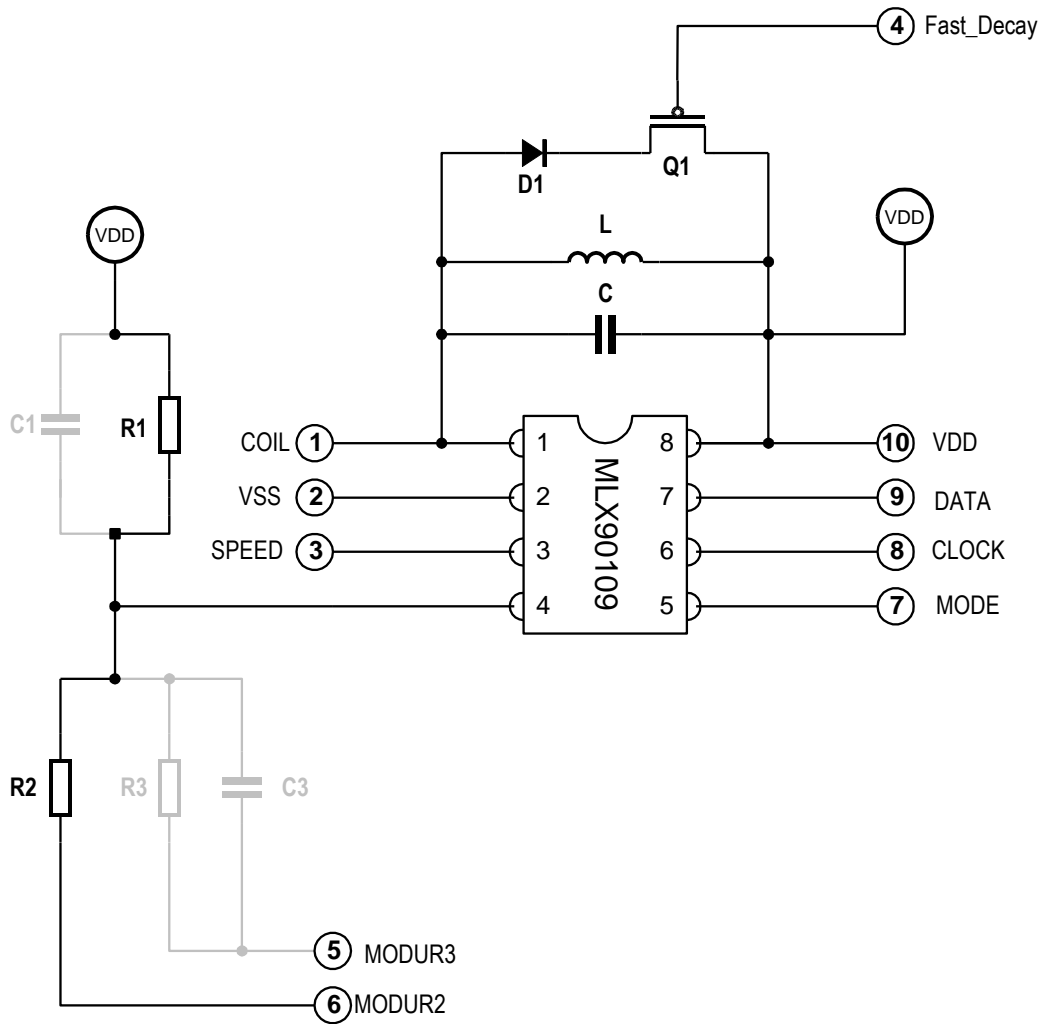 4 Fast_Decay
Q1
D1
VDD
VDD
L
C
C1
R1
COIL 1
1
8
10 VDD
VSS 2
2
7
9 DATA
SPEED 3
3
6
8 CLOCK
4
5
7 MODE
MLX90109
R2
R3
C3
5 MODUR3
6 MODUR2